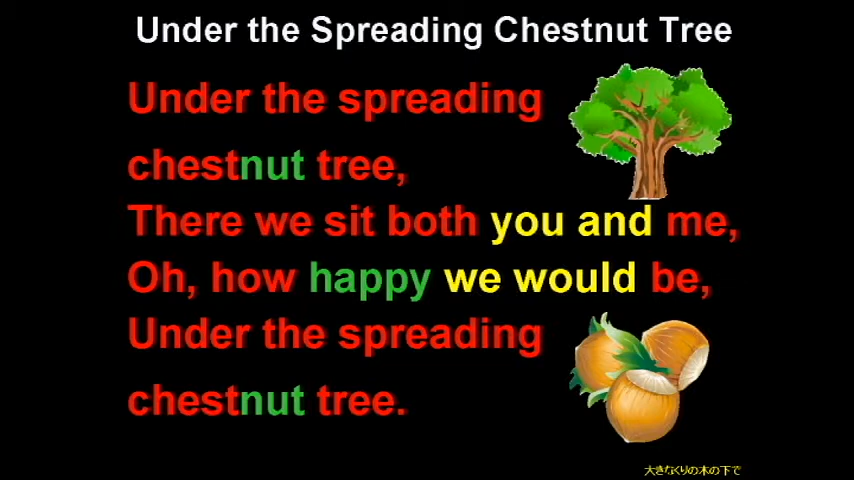 Under the Spreading Chestnut Tree
Under the spreading
chestnut tree,
There we sit both you and me,
Oh, how happy we would be,
Under the spreading
chestnut tree.
大きなくりの木の下で